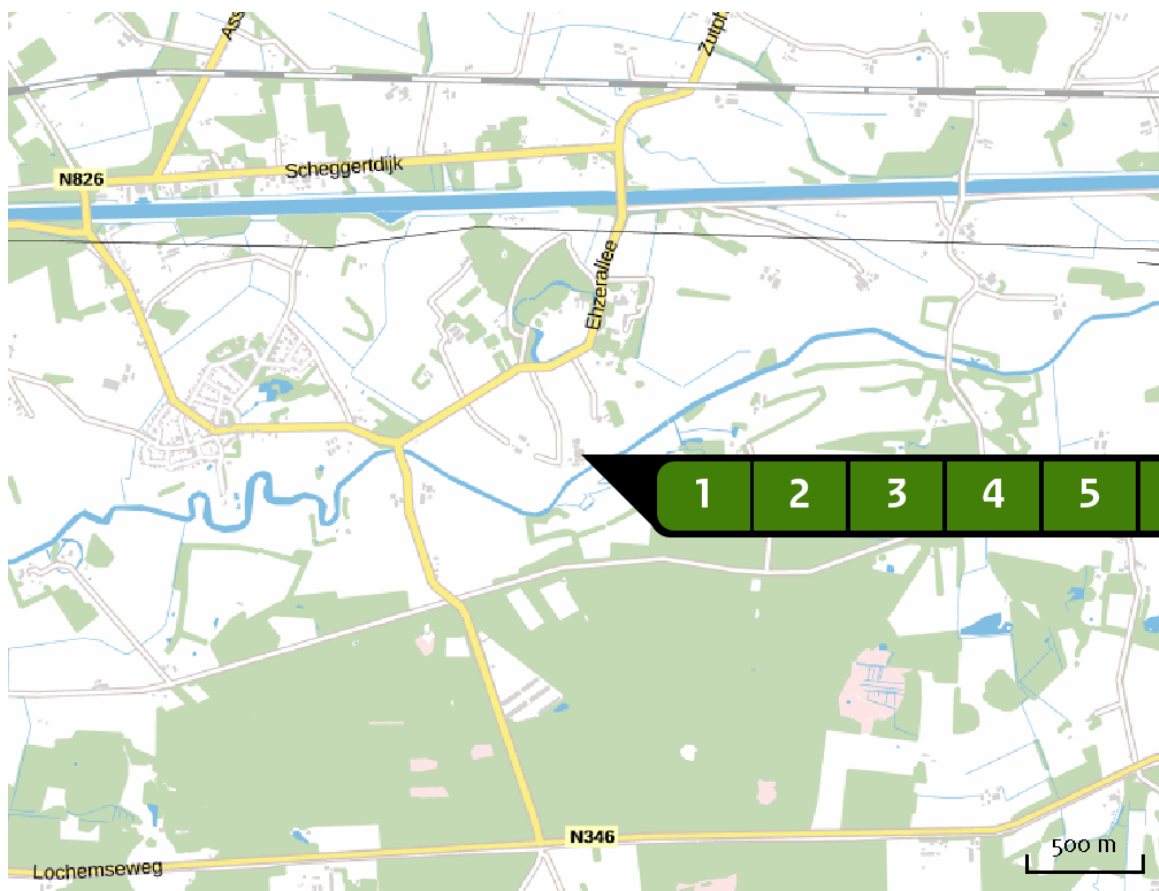 Ass
Zutph
N826
Scheggertdijk
Ehzerallee
1 2 3 4 5
N346
500 m
Lochemseweg